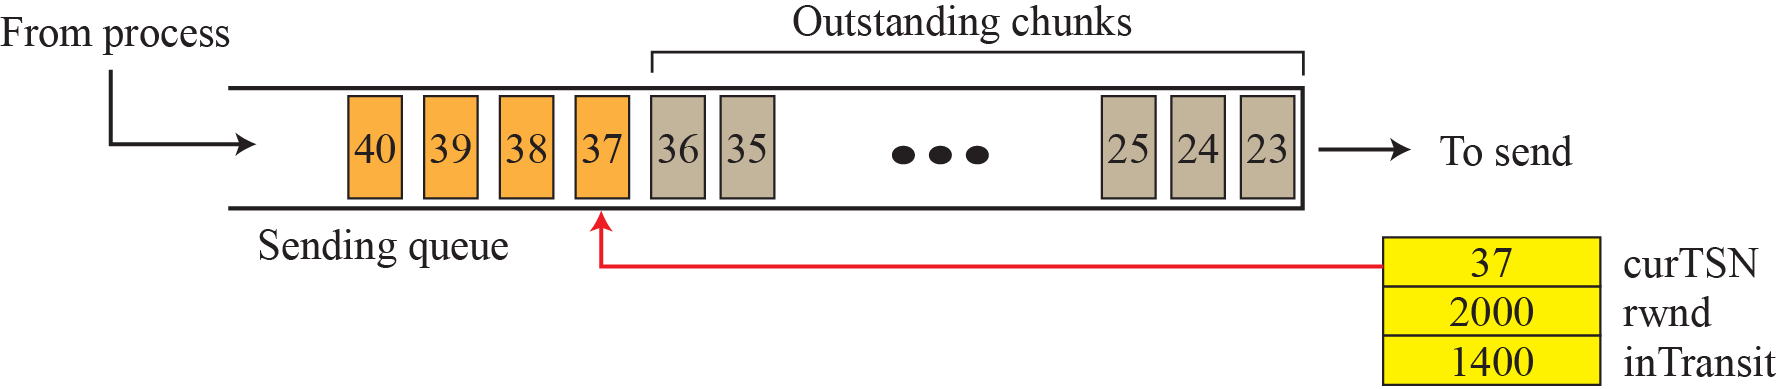 Outstanding chunks
From process
40 39 38 37 36 35 ••• 25 24 23
To send
Sending queue
37 curTSN
2000 rwnd
1400 inTransit